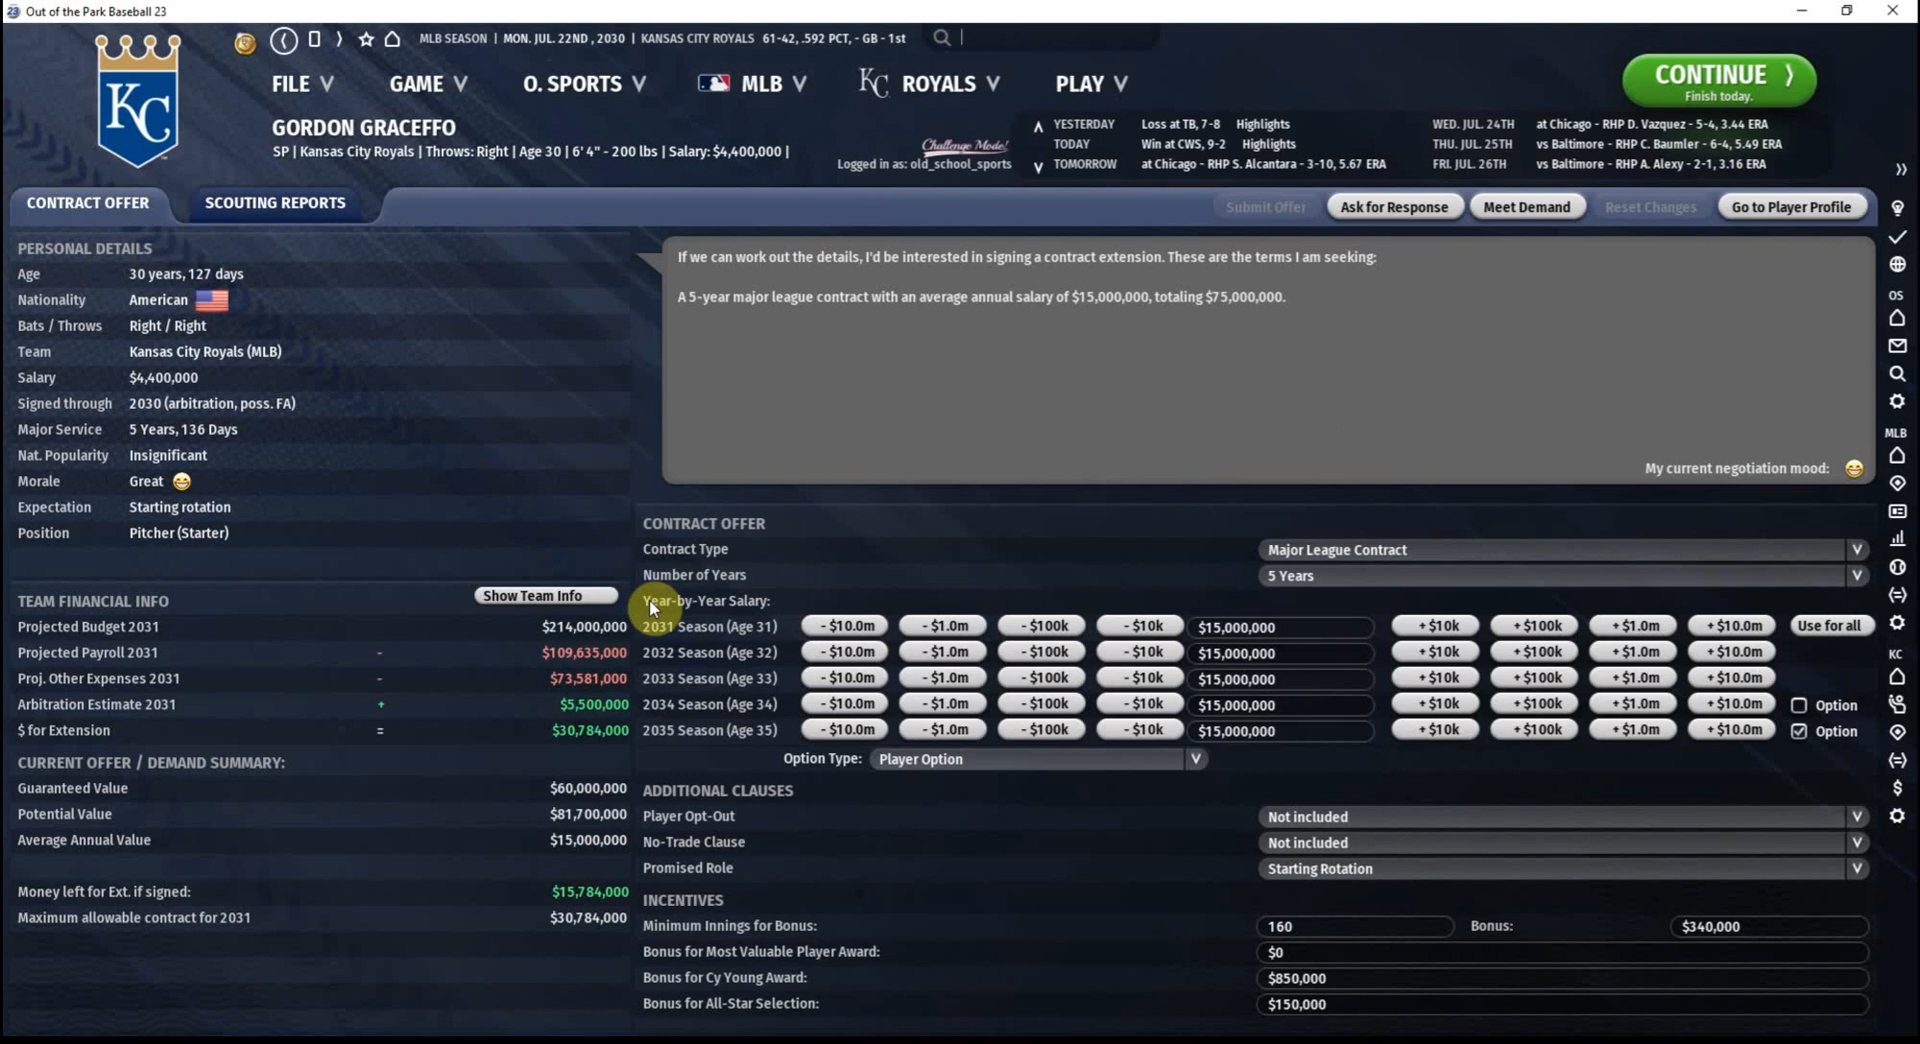 23 Out of the Park Baseball 23
MLB SEASON | MON. JUL. 22ND , 2030 | KANSAS CITY ROYALS 61-42, .592 PCT, - GB - 1st
FILE GAME O. SPORTS MLB KC ROYALS PLAY
CONTINUE
Finish today.
KC
GORDON GRACEFFO
SP | Kansas City Royals | Throws: Right | Age 30 | 6' 4" - 200 lbs | Salary: $4,400,000 |
Challenge Mode!
Logged in as: old_school_sports
YESTERDAY Loss at TB, 7-8 Highlights
TODAY Win at CWS, 9-2 Highlights
TOMORROW at Chicago - RHP S. Alcantara - 3-10, 5.67 ERA
WED. JUL. 24TH at Chicago - RHP D. Vazquez - 5-4, 3.44 ERA
THU. JUL. 25TH vs Baltimore - RHP C. Baumler - 6-4, 5.49 ERA
FRI. JUL. 26TH vs Baltimore - RHP A. Alexy - 2-1, 3.16 ERA
CONTRACT OFFER SCOUTING REPORTS
Submit Offer Ask for Response Meet Demand Reset Changes Go to Player Profile
PERSONAL DETAILS
Age 30 years, 127 days
Nationality American
Bats / Throws Right / Right
Team Kansas City Royals (MLB)
Salary $4,400,000
Signed through 2030 (arbitration, poss. FA)
Major Service 5 Years, 136 Days
Nat. Popularity Insignificant
Morale Great
Expectation Starting rotation
Position Pitcher (Starter)
If we can work out the details, I'd be interested in signing a contract extension. These are the terms I am seeking:
A 5-year major league contract with an average annual salary of $15,000,000, totaling $75,000,000.
My current negotiation mood:
TEAM FINANCIAL INFO Show Team Info
Projected Budget 2031 $214,000,000
Projected Payroll 2031 - $109,635,000
Proj. Other Expenses 2031 - $73,581,000
Arbitration Estimate 2031 + $5,500,000
$ for Extension = $30,784,000
CURRENT OFFER / DEMAND SUMMARY:
Guaranteed Value $60,000,000
Potential Value $81,700,000
Average Annual Value $15,000,000
Money left for Ext. if signed: $15,784,000
Maximum allowable contract for 2031 $30,784,000
CONTRACT OFFER
Contract Type Major League Contract
Number of Years 5 Years
Year-by-Year Salary:
2031 Season (Age 31) - $10.0m - $1.0m - $100k - $10k $15,000,000 + $10k + $100k + $1.0m + $10.0m Use for all
2032 Season (Age 32) - $10.0m - $1.0m - $100k - $10k $15,000,000 + $10k + $100k + $1.0m + $10.0m
2033 Season (Age 33) - $10.0m - $1.0m - $100k - $10k $15,000,000 + $10k + $100k + $1.0m + $10.0m
2034 Season (Age 34) - $10.0m - $1.0m - $100k - $10k $15,000,000 + $10k + $100k + $1.0m + $10.0m Option
2035 Season (Age 35) - $10.0m - $1.0m - $100k - $10k $15,000,000 + $10k + $100k + $1.0m + $10.0m Option
Option Type: Player Option
ADDITIONAL CLAUSES
Player Opt-Out Not included
No-Trade Clause Not included
Promised Role Starting Rotation
INCENTIVES
Minimum Innings for Bonus: 160 Bonus: $340,000
Bonus for Most Valuable Player Award: $0
Bonus for Cy Young Award: $850,000
Bonus for All-Star Selection: $150,000
OS
MLB
KC
$